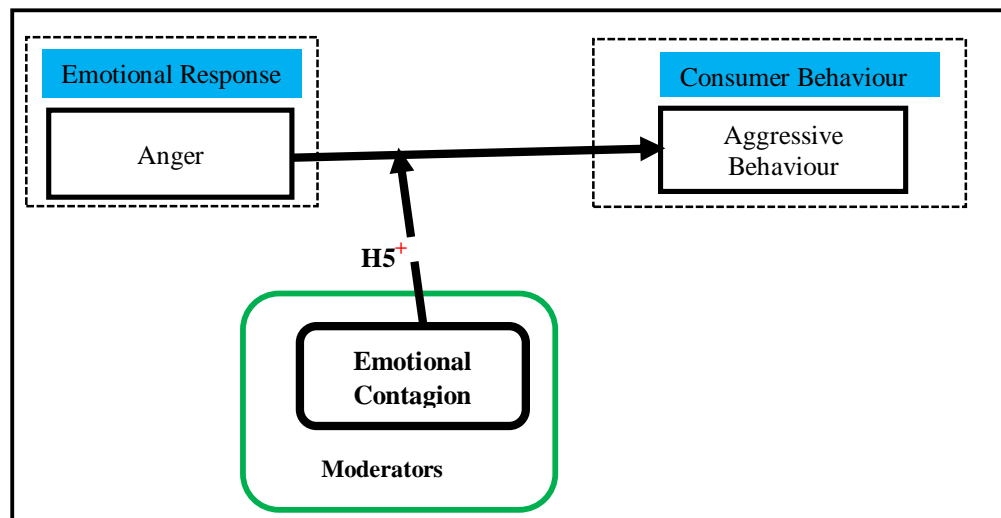 Emotional Response
Consumer Behaviour
Anger
Aggressive
Behaviour
H5+
Emotional
Contagion
Moderators